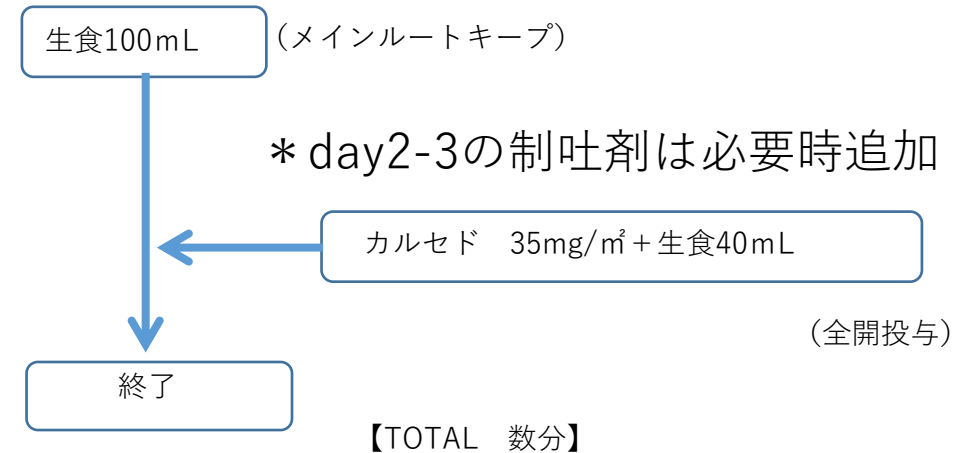 生食100mL （メインルートキープ）
＊day2-3の制吐剤は必要時追加
カルセド　35mg/㎡＋生食40mL
（全開投与）
終了
【TOTAL　数分】